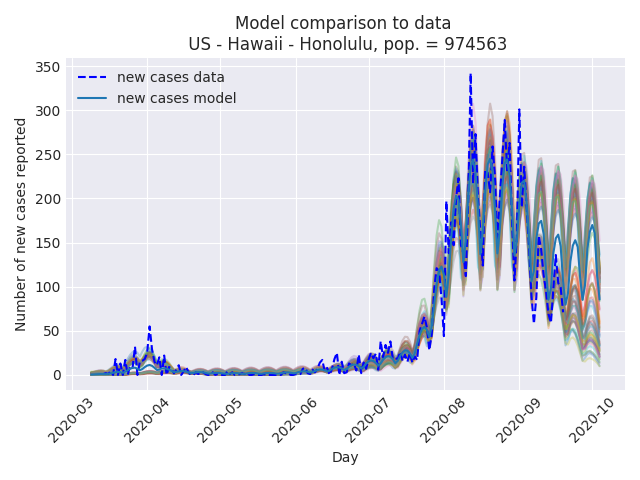 Model comparison to data
US - Hawaii - Honolulu, pop. = 974563
new cases data
new cases model
Number of new cases reported
350
300
250
200
150
100
50
0
2020-03
2020-04
2020-05
2020-06
2020-07
2020-08
2020-09
2020-10
Day